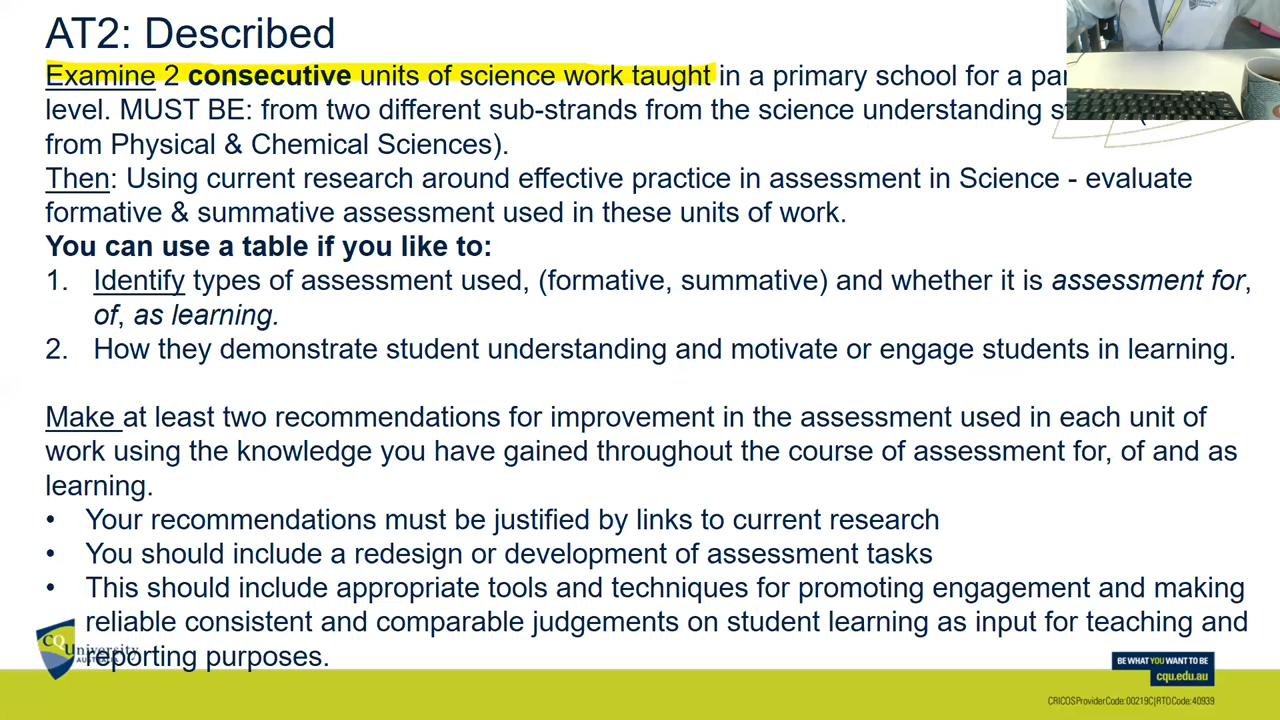 AT2: Described
Examine 2 consecutive units of science work taught in a primary school for a
level. MUST BE: from two different sub-strands from the science understanding
from Physical & Chemical Sciences).
Then: Using current research around effective practice in assessment in Science - evaluate
formative & summative assessment used in these units of work.
You can use a table if you like to:
1. Identify types of assessment used, (formative, summative) and whether it is assessment for,
of, as learning.
2. How they demonstrate student understanding and motivate or engage students in learning.
Make at least two recommendations for improvement in the assessment used in each unit of
work using the knowledge you have gained throughout the course of assessment for, of and as
learning.
• Your recommendations must be justified by links to current research
• You should include a redesign or development of assessment tasks
• This should include appropriate tools and techniques for promoting engagement and making
reliable consistent and comparable judgements on student learning as input for teaching and
reporting purposes.
CQUniversity
AUSTRALIA
BE WHAT YOU WANT TO BE
cqu.edu.au
CRICOSProviderCode:00219C|RTOCode:40939